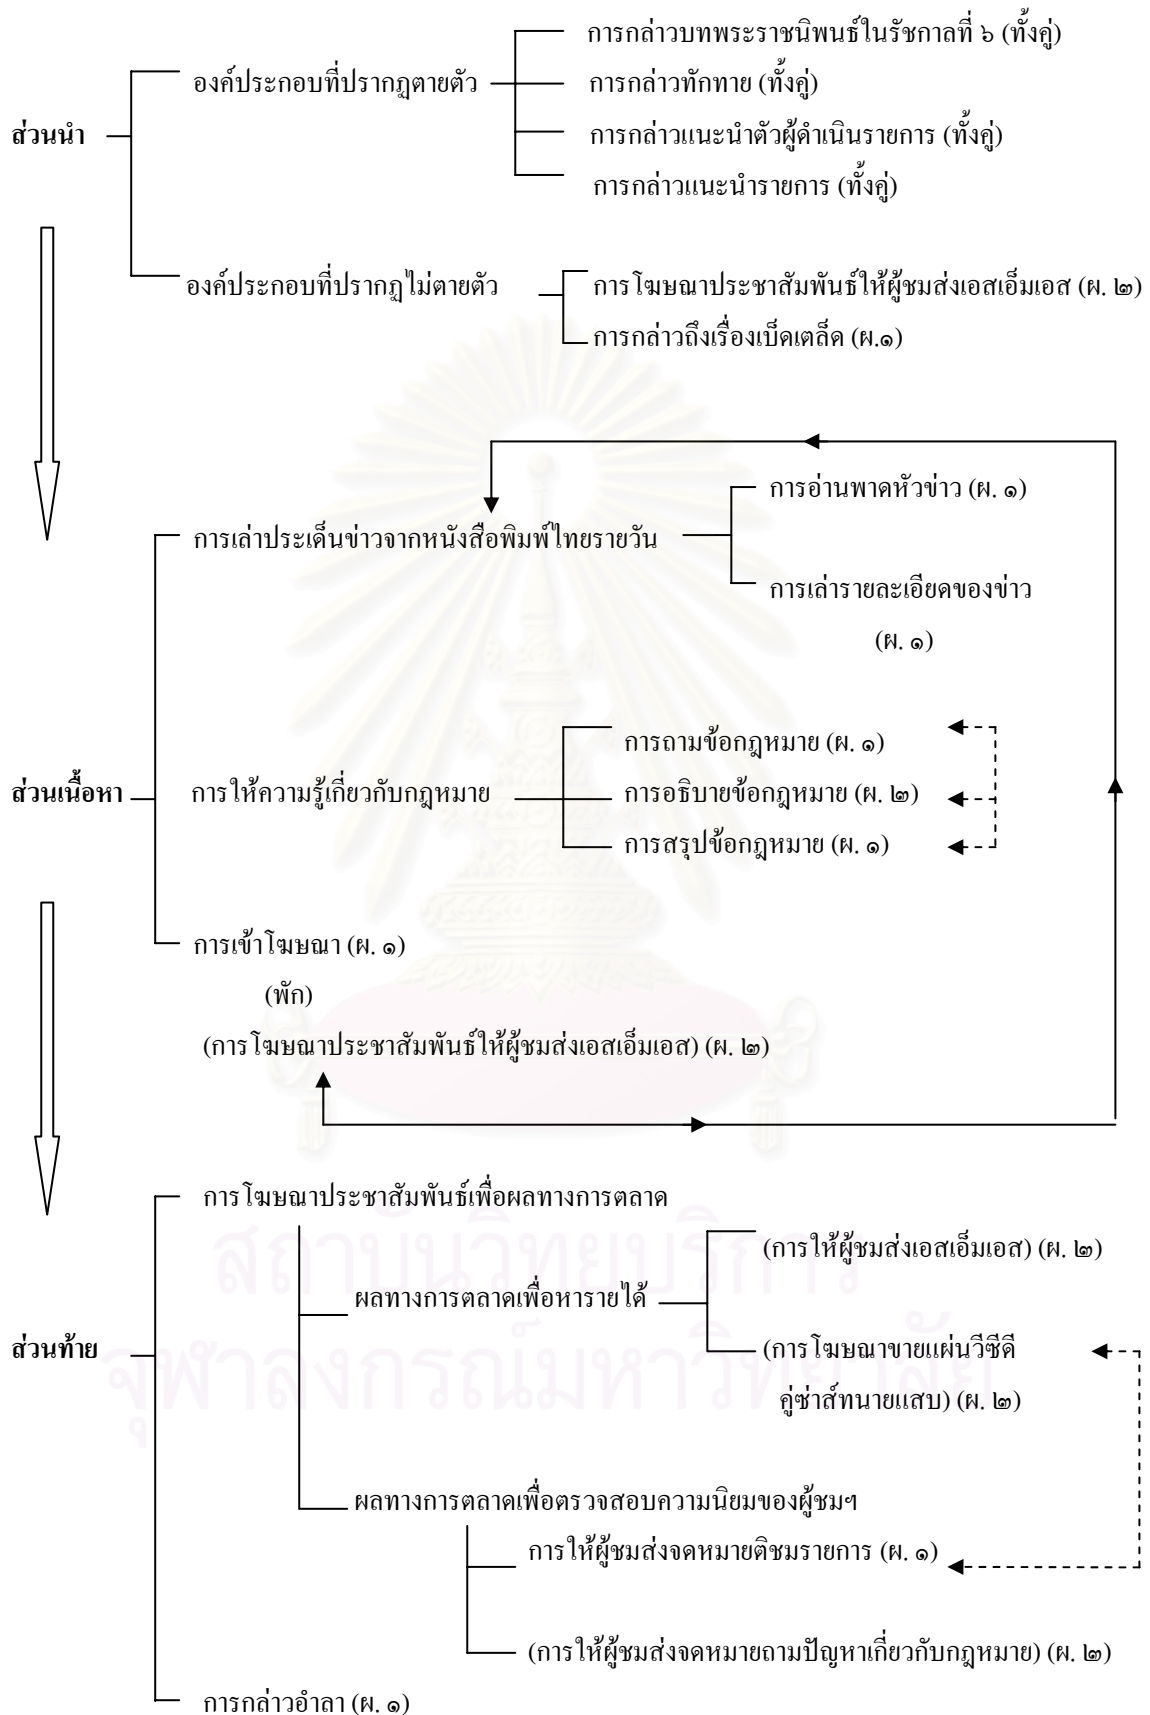 การกล่าวบทพระราชนิพนธ์ในรัชกาลที่ ๖ (ทั้งคู่)
องค์ประกอบที่ปรากฏตายตัว
การกล่าวทักทาย (ทั้งคู่)
ส่วนนำ
การกล่าวแนะนำตัวผู้ดำเนินรายการ (ทั้งคู่)
การกล่าวแนะนำรายการ (ทั้งคู่)
องค์ประกอบที่ปรากฏไม่ตายตัว
การโฆษณาประชาสัมพันธ์ให้ผู้ชมส่งเอสเอ็มเอส (ผ. ๒)
การกล่าวถึงเรื่องเบ็ดเตล็ด (ผ.๑)
การอ่านพาดหัวข่าว (ผ. ๑)
การเล่าประเด็นข่าวจากหนังสือพิมพ์ไทยรายวัน
การเล่ารายละเอียดของข่าว
(ผ. ๑)
การถามข้อกฎหมาย (ผ. ๑)
ส่วนเนื้อหา
การให้ความรู้เกี่ยวกับกฎหมาย
การอธิบายข้อกฎหมาย (ผ. ๒)
การสรุปข้อกฎหมาย (ผ. ๑)
การเข้าโฆษณา (ผ. ๑)
(พัก)
(การโฆษณาประชาสัมพันธ์ให้ผู้ชมส่งเอสเอ็มเอส) (ผ. ๒)
การโฆษณาประชาสัมพันธ์เพื่อผลทางการตลาด
สถาบันวิทยบริการ
(การให้ผู้ชมส่งเอสเอ็มเอส) (ผ. ๒)
ผลทางการตลาดเพื่อหารายได้
ส่วนท้าย
จุฬาลงกรณ์มหาวิทยาลัย
(การโฆษณาขายแผ่นวีซีดี
คู่ซ่าส์ทนายแสบ) (ผ. ๒)
ผลทางการตลาดเพื่อตรวจสอบความนิยมของผู้ชมฯ
การให้ผู้ชมส่งจดหมายติชมรายการ (ผ. ๑)
(การให้ผู้ชมส่งจดหมายถามปัญหาเกี่ยวกับกฎหมาย) (ผ. ๒)
การกล่าวอำลา (ผ. ๑)